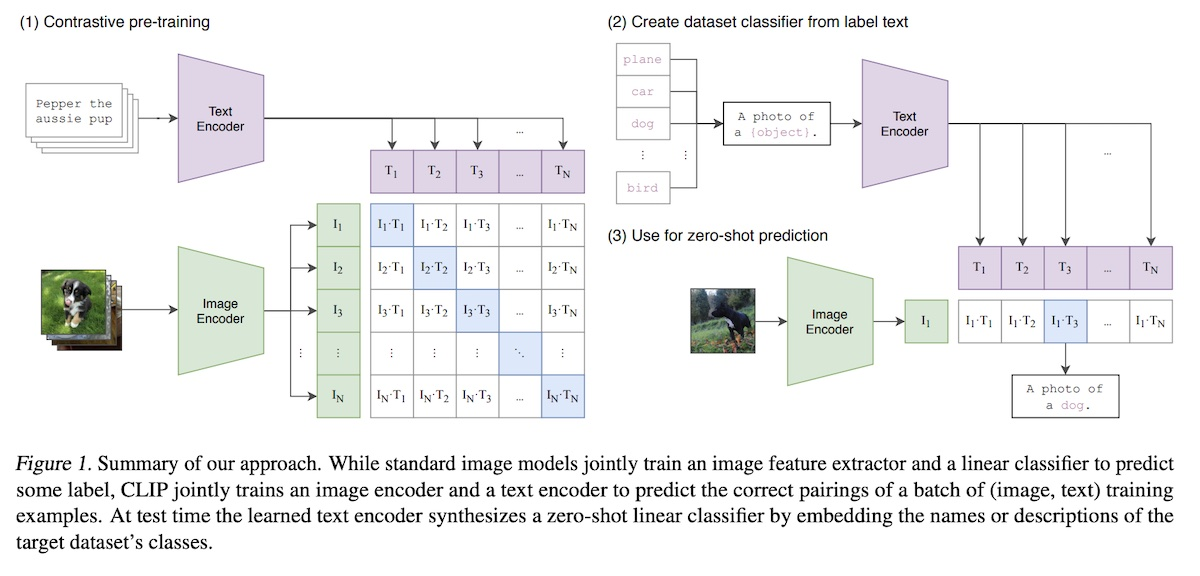 (1) Contrastive pre-training
Pepper the
aussie pup
Text
Encoder
...
T1 T2 T3 ... TN
Image
Encoder
I1 I1·T1 I1·T2 I1·T3 ... I1·TN
I2 I2·T1 I2·T2 I2·T3 ... I2·TN
I3 I3·T1 I3·T2 I3·T3 ... I3·TN
⋮ ⋮ ⋮ ⋮ ⋮ ⋱ ⋮
IN IN·T1 IN·T2 IN·T3 ... IN·TN
(2) Create dataset classifier from label text
plane
car
dog
⋮ ⋮
bird
A photo of
a {object}.
Text
Encoder
...
(3) Use for zero-shot prediction
T1 T2 T3 ... TN
Image
Encoder
I1 I1·T1 I1·T2 I1·T3 ... I1·TN
A photo of
a dog.
Figure 1. Summary of our approach. While standard image models jointly train an image feature extractor and a linear classifier to predict
some label, CLIP jointly trains an image encoder and a text encoder to predict the correct pairings of a batch of (image, text) training
examples. At test time the learned text encoder synthesizes a zero-shot linear classifier by embedding the names or descriptions of the
target dataset's classes.